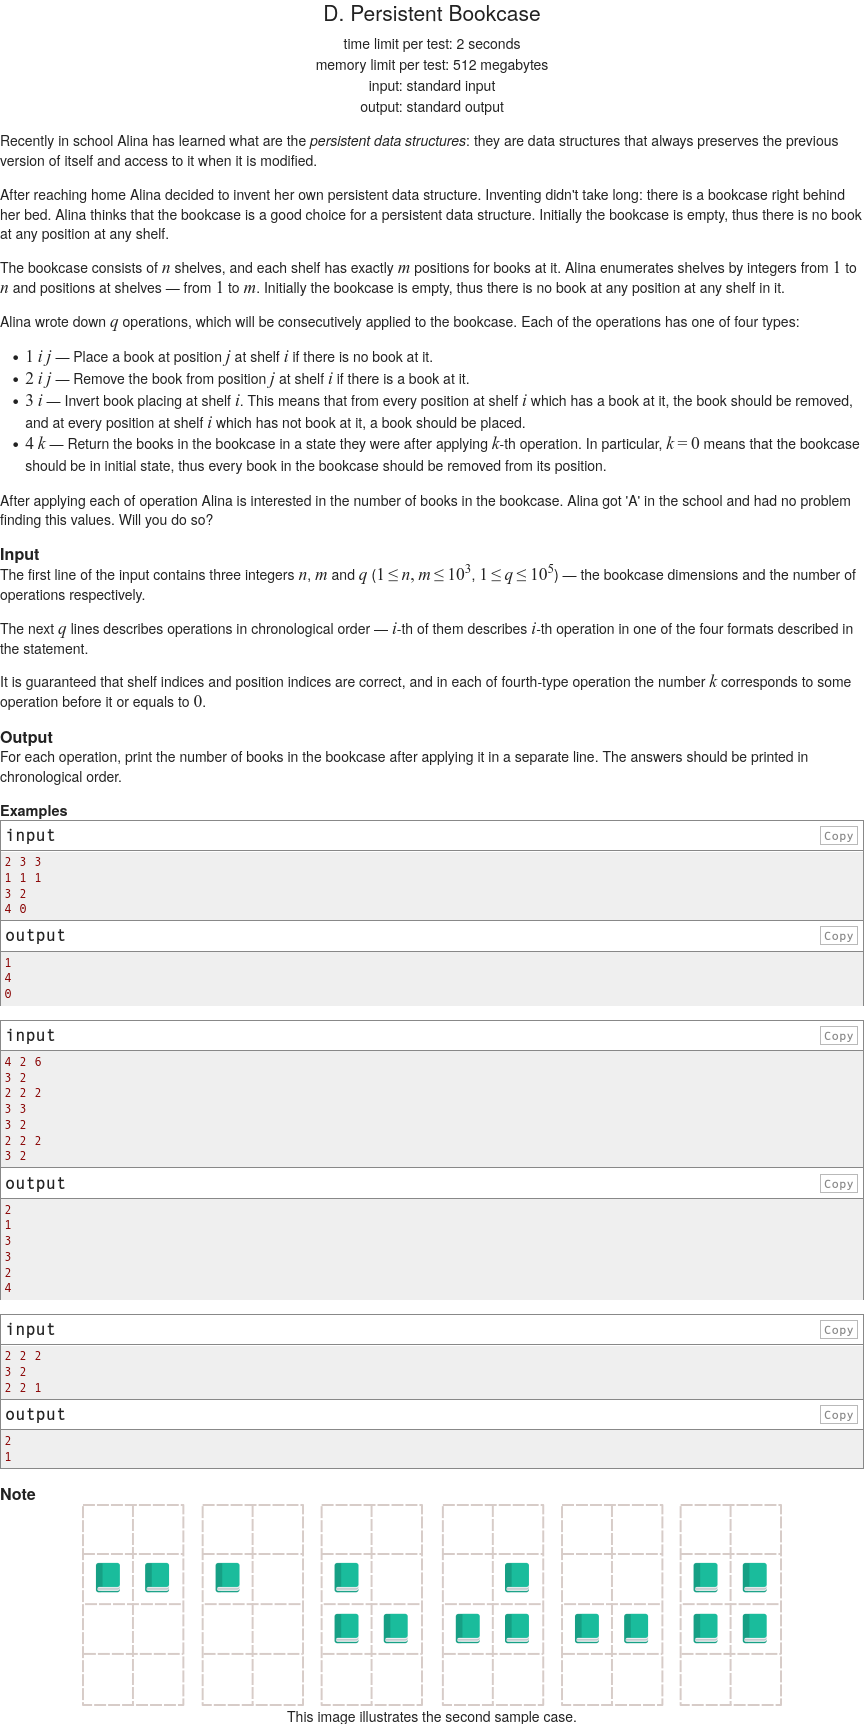 D. Persistent Bookcase
time limit per test: 2 seconds
memory limit per test: 512 megabytes
input: standard input
output: standard output
Recently in school Alina has learned what are the persistent data structures: they are data structures that always preserves the previous
version of itself and access to it when it is modified.
After reaching home Alina decided to invent her own persistent data structure. Inventing didn't take long: there is a bookcase right behind
her bed. Alina thinks that the bookcase is a good choice for a persistent data structure. Initially the bookcase is empty, thus there is no book
at any position at any shelf.
The bookcase consists of n shelves, and each shelf has exactly m positions for books at it. Alina enumerates shelves by integers from 1 to
n and positions at shelves — from 1 to m. Initially the bookcase is empty, thus there is no book at any position at any shelf in it.
Alina wrote down q operations, which will be consecutively applied to the bookcase. Each of the operations has one of four types:
• 1 i j — Place a book at position j at shelf i if there is no book at it.
• 2 i j — Remove the book from position j at shelf i if there is a book at it.
• 3 i — Invert book placing at shelf i. This means that from every position at shelf i which has a book at it, the book should be removed,
and at every position at shelf i which has not book at it, a book should be placed.
• 4 k — Return the books in the bookcase in a state they were after applying k-th operation. In particular, k = 0 means that the bookcase
should be in initial state, thus every book in the bookcase should be removed from its position.
After applying each of operation Alina is interested in the number of books in the bookcase. Alina got 'A' in the school and had no problem
finding this values. Will you do so?
Input
The first line of the input contains three integers n, m and q (1 ≤ n, m ≤ 10³, 1 ≤ q ≤ 10⁵) — the bookcase dimensions and the number of
operations respectively.
The next q lines describes operations in chronological order — i-th of them describes i-th operation in one of the four formats described in
the statement.
It is guaranteed that shelf indices and position indices are correct, and in each of fourth-type operation the number k corresponds to some
operation before it or equals to 0.
Output
For each operation, print the number of books in the bookcase after applying it in a separate line. The answers should be printed in
chronological order.
Examples
input Copy
2 3 3
1 1 1
3 2
4 0
output Copy
1
4
0
input Copy
4 2 6
3 2
2 2 2
3 3
3 2
2 2 2
3 2
output Copy
2
1
3
3
2
4
input Copy
2 2 2
3 2
2 2 1
output Copy
2
1
Note
This image illustrates the second sample case.